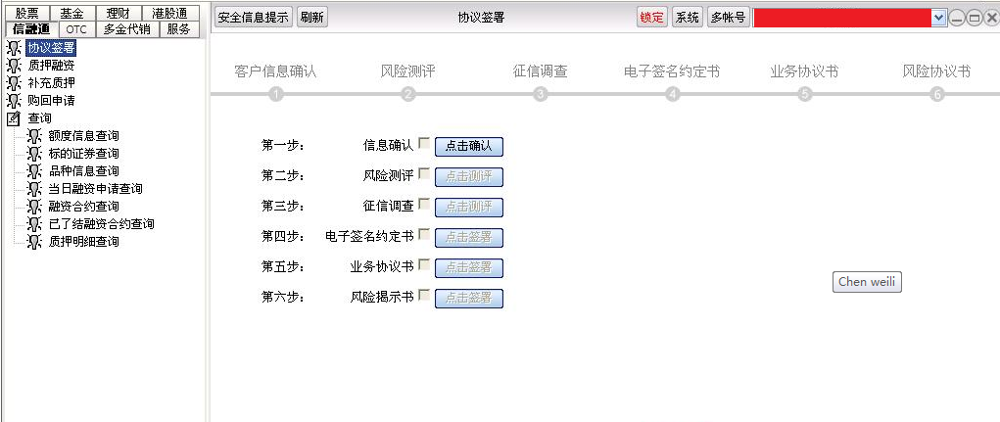 股票 基金 理财 港股通
信融通 OTC 多金代销 服务
协议签署
质押融资
补充质押
购回申请
查询
额度信息查询
标的证券查询
品种信息查询
当日融资申请查询
融资合约查询
已了结融资合约查询
质押明细查询
安全信息提示 刷新 协议签署 锁定 系统 多帐号
客户信息确认 风险测评 征信调查 电子签名约定书 业务协议书 风险协议书
1 2 3 4 5 6
第一步: 信息确认 点击确认
第二步: 风险测评 点击测评
第三步: 征信调查 点击测评
第四步: 电子签名约定书 点击签署
第五步: 业务协议书 点击签署
第六步: 风险揭示书 点击签署
Chen weili